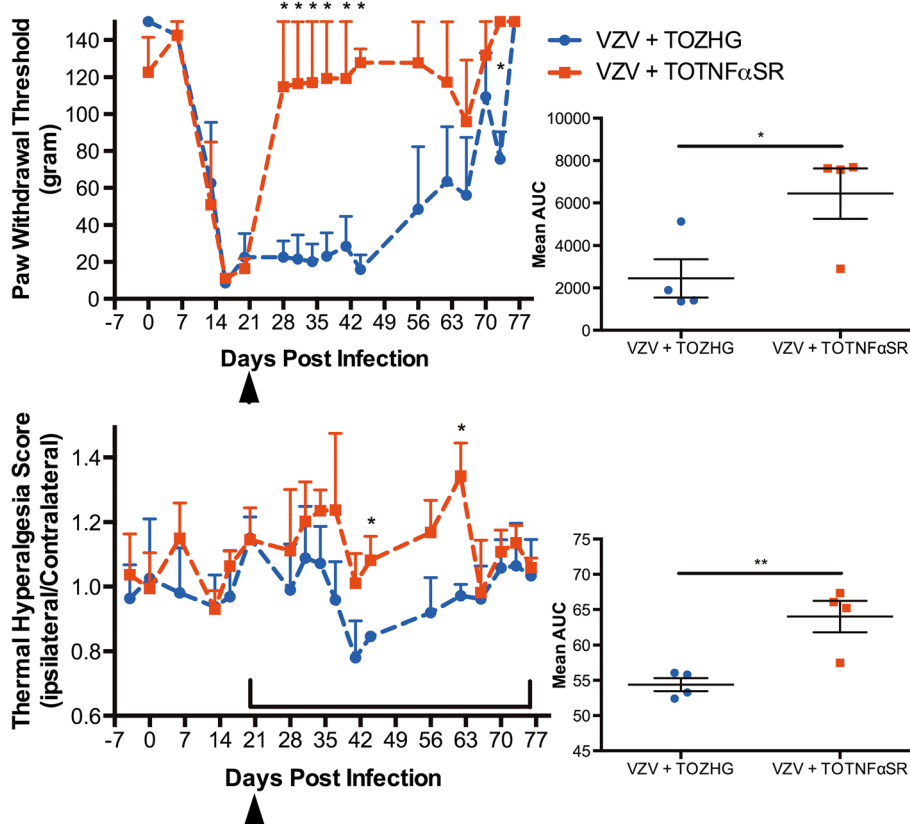 * * * * * *
VZV + TOZHG
VZV + TOTNFαSR
Paw Withdrawal Threshold
(gram)
140
120
100
80
60
40
20
0
*
-7 0 7 14 21 28 35 42 49 56 63 70 77
Days Post Infection
Mean AUC
10000
8000
6000
4000
2000
0
*
VZV + TOZHG VZV + TOTNFαSR
Thermal Hyperalgesia Score
(ipsilateral/Contralateral)
1.4
1.2
1.0
0.8
0.6
*
*
-7 0 7 14 21 28 35 42 49 56 63 70 77
Days Post Infection
Mean AUC
75
70
65
60
55
50
45
**
VZV + TOZHG VZV + TOTNFαSR